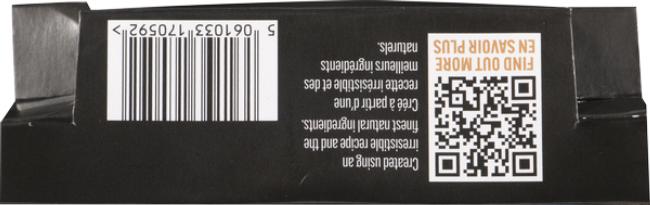 Created using an
irresistible recipe and the
finest natural ingredients.
Créé à partir d'une
recette irrésistible et des
meilleurs ingrédients
naturels.
FIND OUT MORE
EN SAVOIR PLUS
5 061033 170592 >